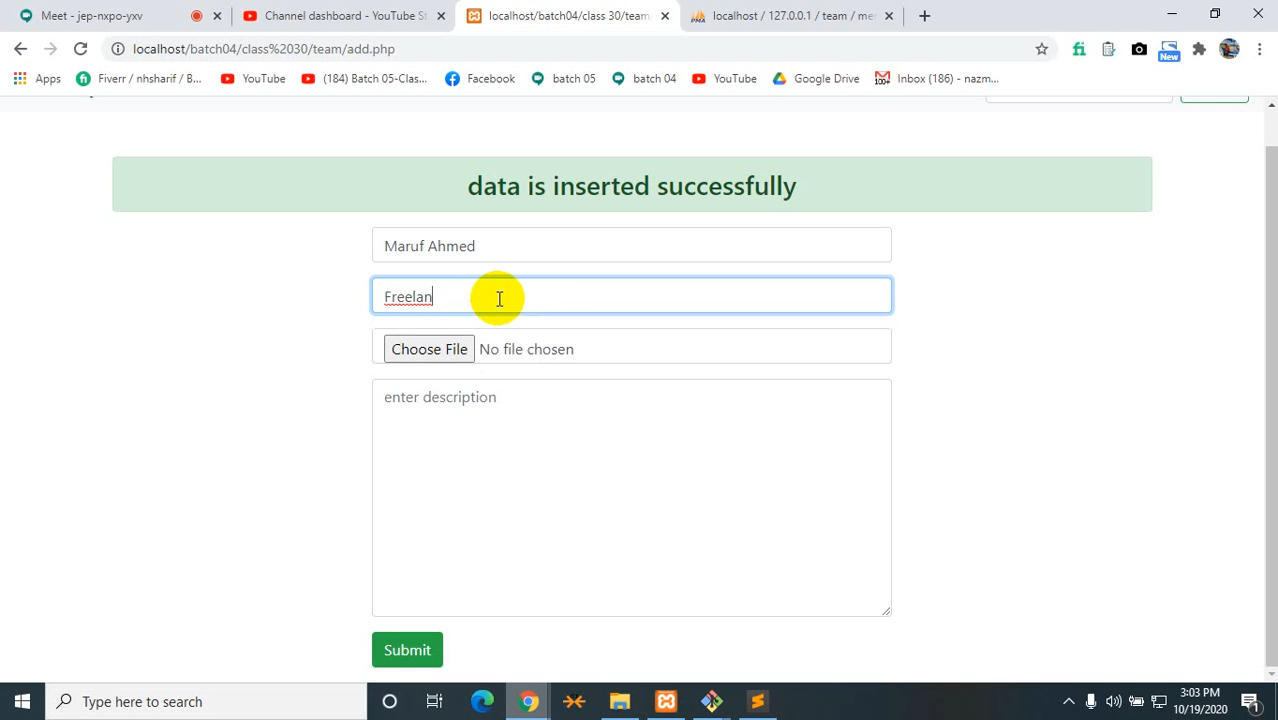 Meet - jep-nxpo-yxv
Channel dashboard - YouTube St
localhost/batch04/class 30/team
localhost / 127.0.0.1 / team / mem
localhost/batch04/class%2030/team/add.php
Apps
Fiverr / nhsharif / B...
YouTube
(184) Batch 05-Clas...
Facebook
batch 05
batch 04
YouTube
Google Drive
Inbox (186) - nazm...
New
data is inserted successfully
Maruf Ahmed
Freelan
Choose File No file chosen
enter description
Submit
Type here to search
3:03 PM
10/19/2020